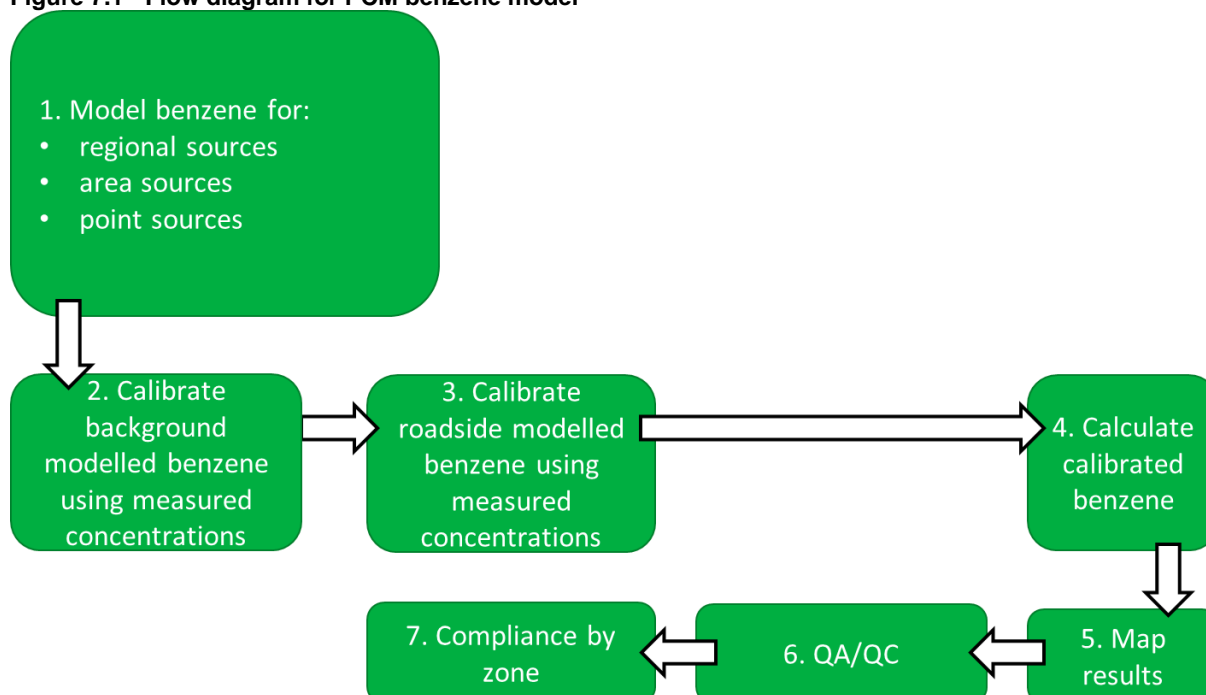 Figure 7.1 Flow diagram for PCM benzene model
1. Model benzene for:
• regional sources
• area sources
• point sources
2. Calibrate
background
modelled benzene
using measured
concentrations
3. Calibrate
roadside modelled
benzene using
measured
concentrations
4. Calculate
calibrated
benzene
5. Map
results
6. QA/QC
7. Compliance by
zone